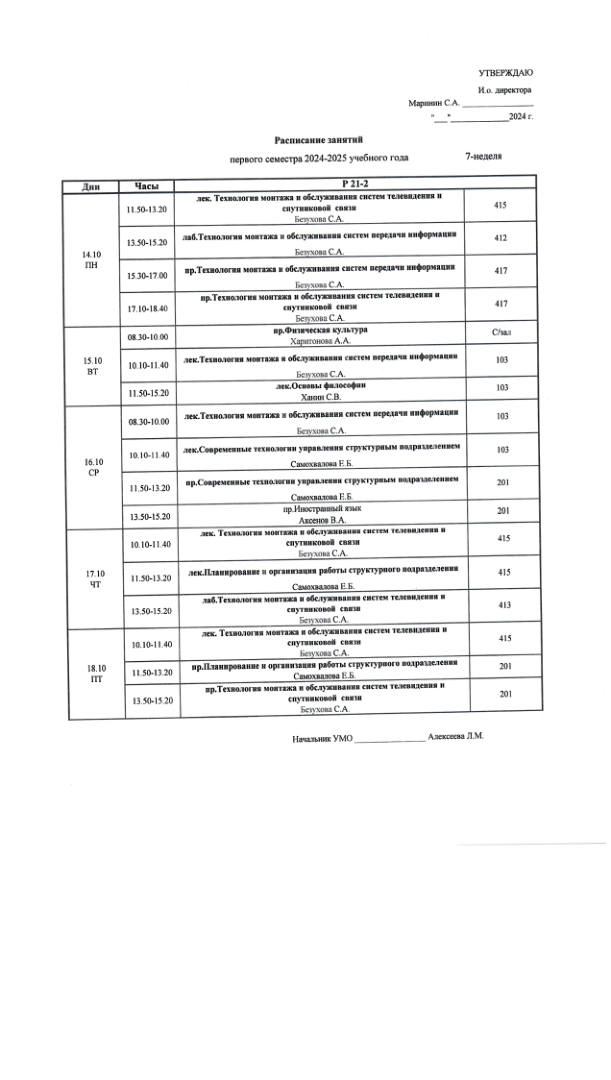 УТВЕРЖДАЮ
И.о. директора
Маринин С.А. _________________
"___"______________2024 г.
Расписание занятий
первого семестра 2024-2025 учебного года 7-неделя
Дни Часы Р 21-2
14.10
ПН
11.50-13.20 лек. Технология монтажа и обслуживания систем телевидения и
спутниковой связи
Безухова С.А. 415
13.50-15.20 лаб.Технология монтажа и обслуживания систем передачи информации
Безухова С.А. 412
15.30-17.00 пр.Технология монтажа и обслуживания систем передачи информации
Безухова С.А. 417
17.10-18.40 пр.Технология монтажа и обслуживания систем телевидения и
спутниковой связи
Безухова С.А. 417
15.10
ВТ
08.30-10.00 пр.Физическая культура
Харитонова А.А. С/зал
10.10-11.40 лек.Технология монтажа и обслуживания систем передачи информации
Безухова С.А. 103
11.50-15.20 лек.Основы философии
Ханин С.В. 103
16.10
СР
08.30-10.00 лек.Технология монтажа и обслуживания систем передачи информации
Безухова С.А. 103
10.10-11.40 лек.Современные технологии управления структурным подразделением
Самохвалова Е.Б. 103
11.50-13.20 пр.Современные технологии управления структурным подразделением
Самохвалова Е.Б. 201
13.50-15.20 пр.Иностранный язык
Аксенов В.А. 201
17.10
ЧТ
10.10-11.40 лек. Технология монтажа и обслуживания систем телевидения и
спутниковой связи
Безухова С.А. 415
11.50-13.20 лек.Планирование и организация работы структурного подразделения
Самохвалова Е.Б. 415
13.50-15.20 лаб.Технология монтажа и обслуживания систем телевидения и
спутниковой связи
Безухова С.А. 413
18.10
ПТ
10.10-11.40 лек. Технология монтажа и обслуживания систем телевидения и
спутниковой связи
Безухова С.А. 415
11.50-13.20 пр.Планирование и организация работы структурного подразделения
Самохвалова Е.Б. 201
13.50-15.20 пр.Технология монтажа и обслуживания систем телевидения и
спутниковой связи
Безухова С.А. 201
Начальник УМО _________________ Алексеева Л.М.